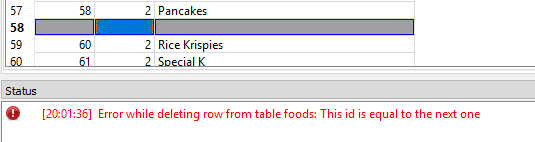 57 58 2 Pancakes
58
59 60 2 Rice Krispies
60 61 2 Special K
Status
[20:01:36] Error while deleting row from table foods: This id is equal to the next one